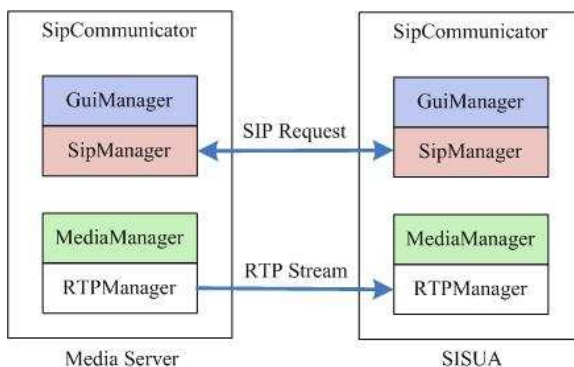 SipCommunicator
GuiManager
SipManager
MediaManager
RTPManager
Media Server
SIP Request
RTP Stream
SipCommunicator
GuiManager
SipManager
MediaManager
RTPManager
SISUA